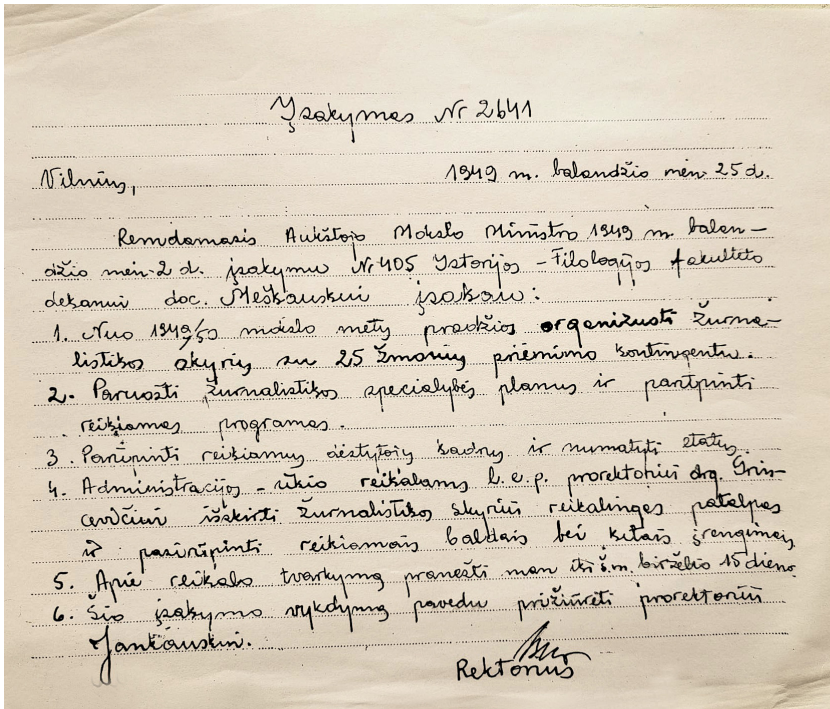 Įsakymas Nr 2641
Vilnius, 1949 m. balandžio mėn. 25 d.
Remdamasis Aukštojo Mokslo Ministro 1949 m balan-
džio mėn. 2 d. įsakymu Nr 405 Istorijos - Filologijos fakulteto
dekanui doc. Meškauskui įsakau:
1. Nuo 1949/50 mokslo metų pradžios organizuoti žurna-
listikos skyrių su 25 žmonių priėmimo kontingentu.
2. Paruošti žurnalistikos specialybės planus ir parūpinti
reikiamas programas.
3. Parūpinti reikiamus dėstytojų kadrus ir numatyti etatus.
4. Administracijos - ūkio reikalams l. e. p. prorektoriui drg. Grin-
cevičiui išskirti žurnalistikos skyriui reikalingas patalpas
ir pasirūpinti reikiamais baldais bei kitais įrengimais.
5. Apie reikalo tvarkymą pranešti man iki š.m. birželio 15 dieno
6. Šio įsakymo vykdymą pavedu prižiūrėti prorektoriui
Jankauskui.
Rektorius